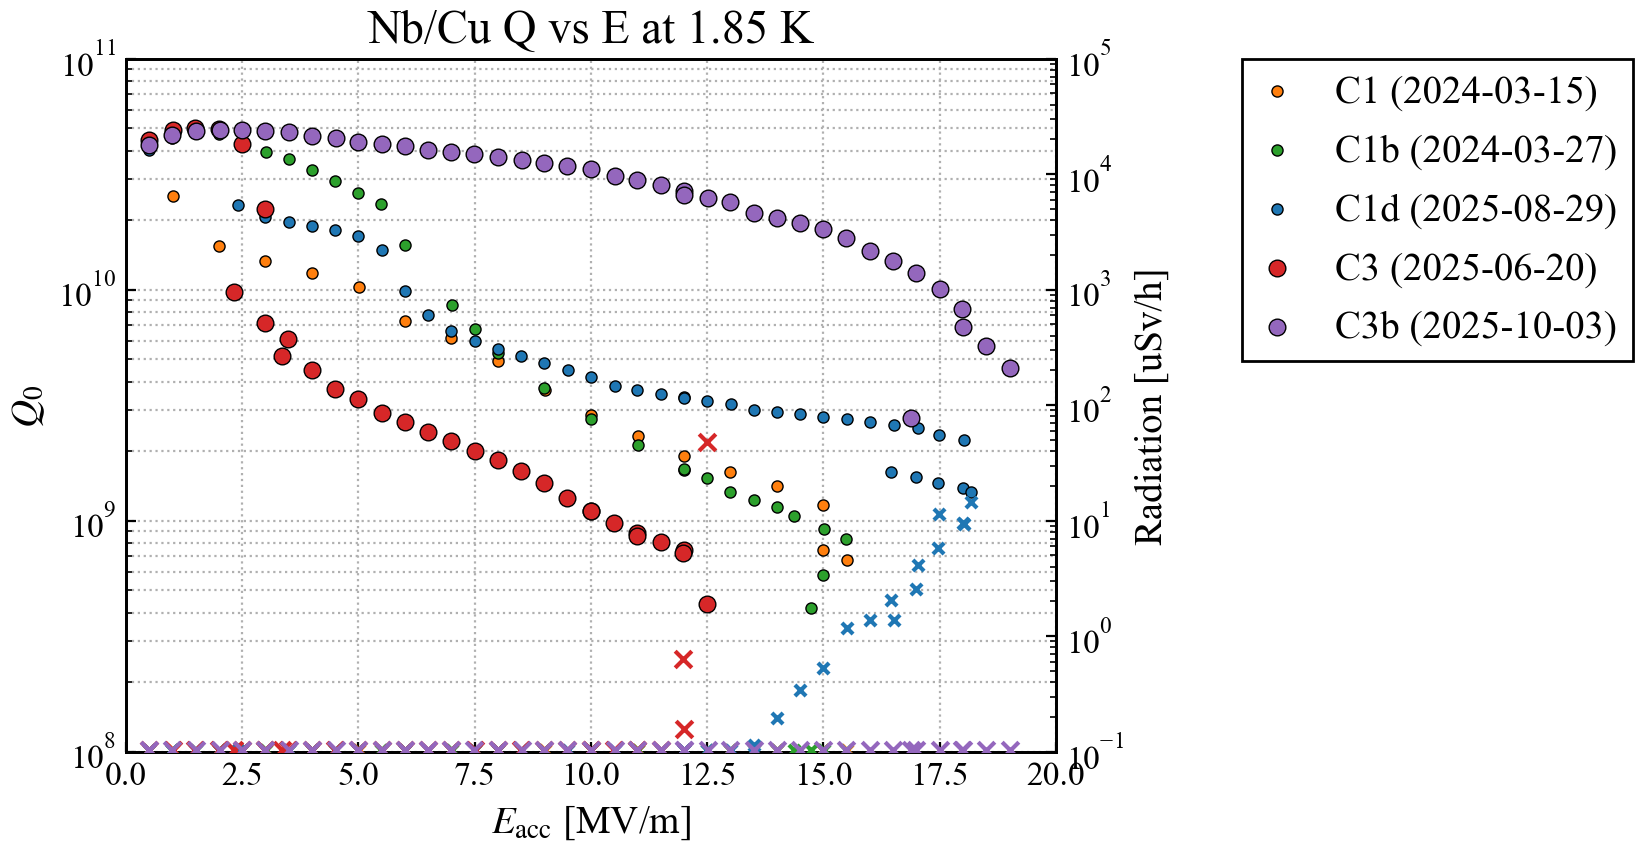 Nb/Cu Q vs E at 1.85 K
10^11
10^10
10^9
10^8
Q_0
0.0 2.5 5.0 7.5 10.0 12.5 15.0 17.5 20.0
E_acc [MV/m]
10^5
10^4
10^3
10^2
10^1
10^0
10^−1
Radiation [uSv/h]
C1 (2024-03-15)
C1b (2024-03-27)
C1d (2025-08-29)
C3 (2025-06-20)
C3b (2025-10-03)